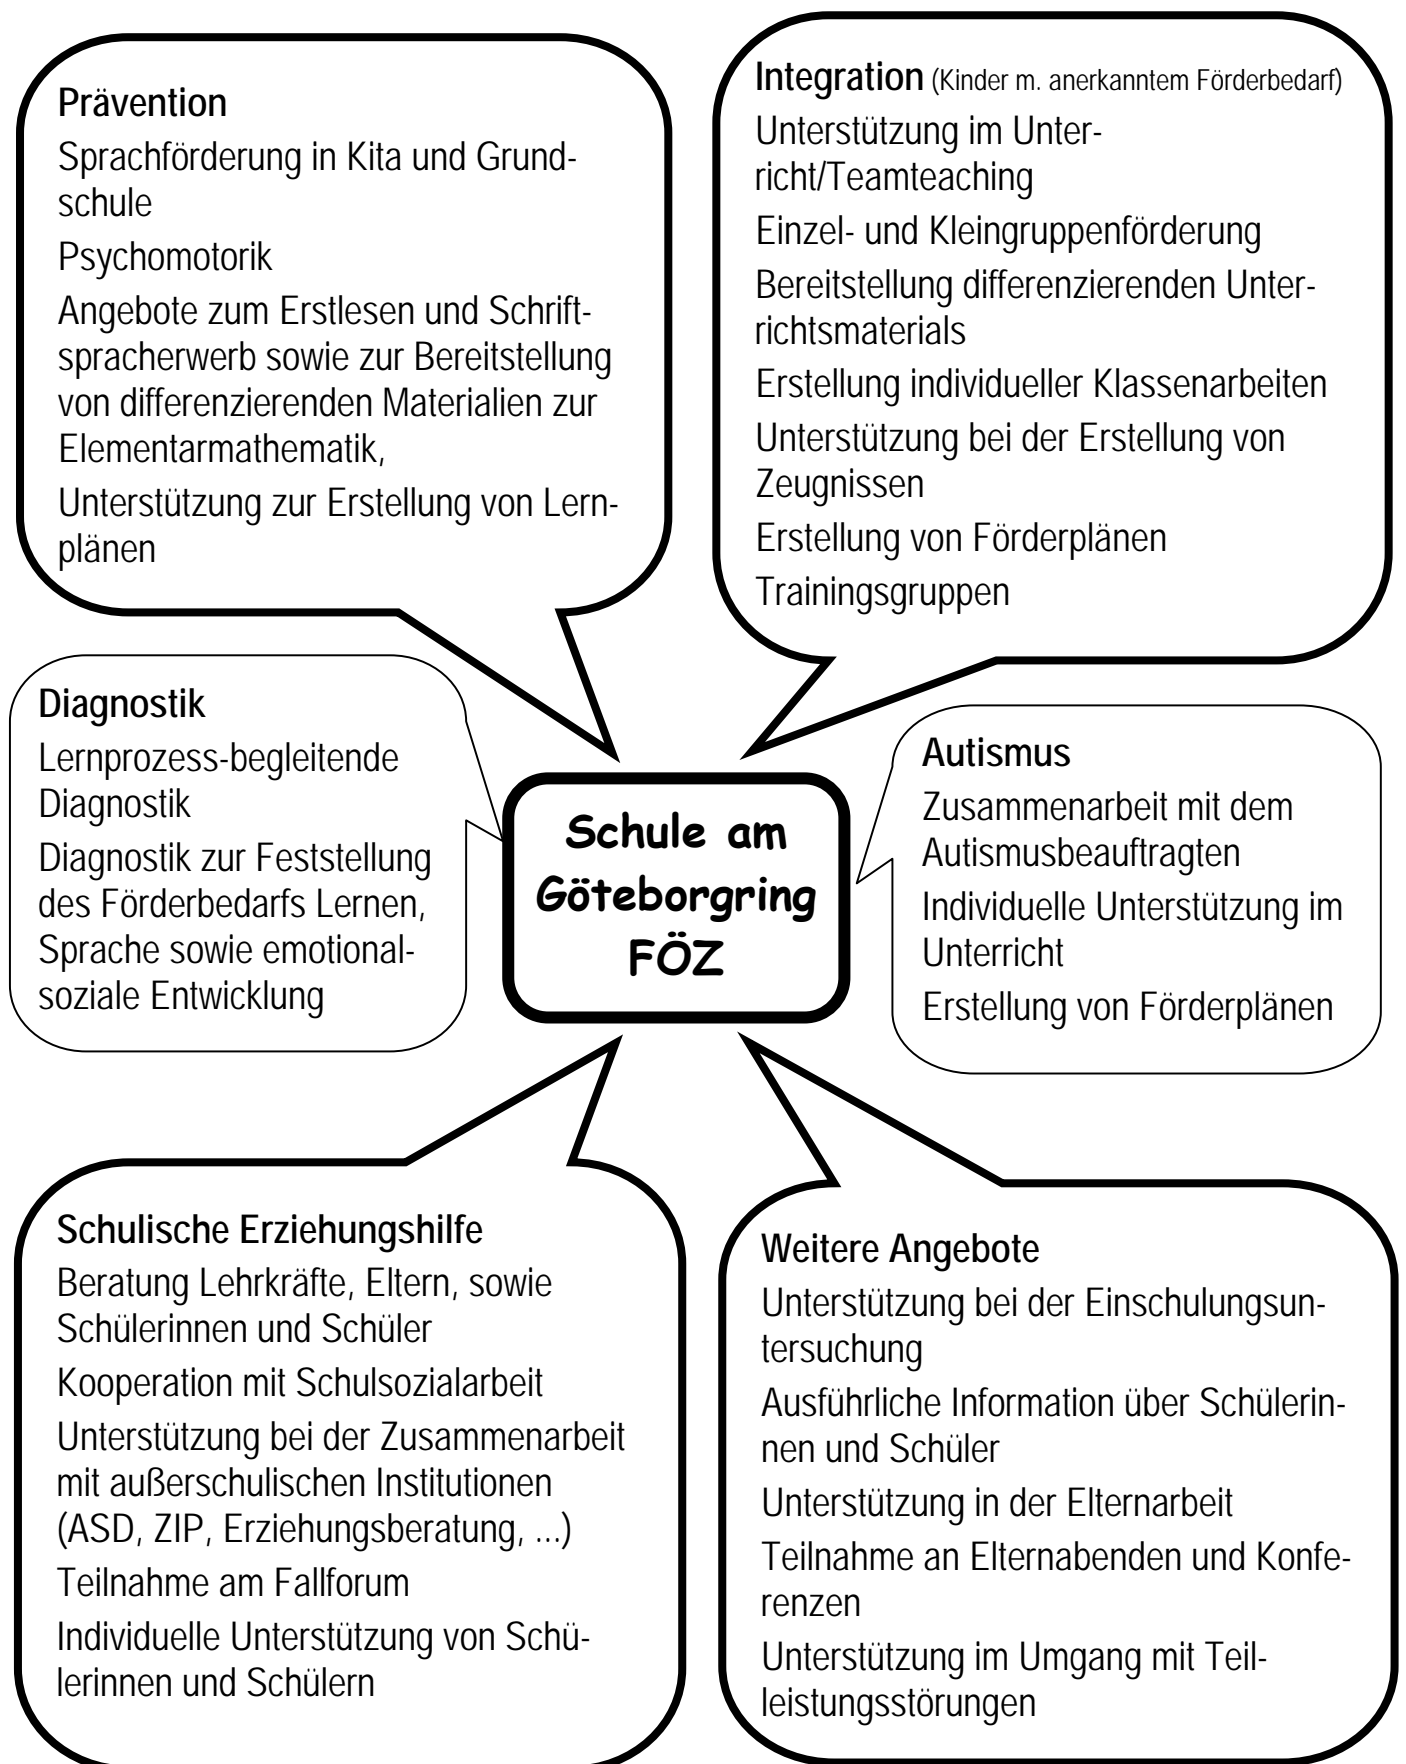 Prävention
Sprachförderung in Kita und Grund-
schule
Psychomotorik
Angebote zum Erstlesen und Schrift-
spracherwerb sowie zur Bereitstellung
von differenzierenden Materialien zur
Elementarmathematik,
Unterstützung zur Erstellung von Lern-
plänen
Integration (Kinder m. anerkanntem Förderbedarf)
Unterstützung im Unter-
richt/Teamteaching
Einzel- und Kleingruppenförderung
Bereitstellung differenzierenden Unter-
richtsmaterials
Erstellung individueller Klassenarbeiten
Unterstützung bei der Erstellung von
Zeugnissen
Erstellung von Förderplänen
Trainingsgruppen
Diagnostik
Lernprozess-begleitende
Diagnostik
Diagnostik zur Feststellung
des Förderbedarfs Lernen,
Sprache sowie emotional-
soziale Entwicklung
Schule am
Göteborgring
FÖZ
Autismus
Zusammenarbeit mit dem
Autismusbeauftragten
Individuelle Unterstützung im
Unterricht
Erstellung von Förderplänen
Schulische Erziehungshilfe
Beratung Lehrkräfte, Eltern, sowie
Schülerinnen und Schüler
Kooperation mit Schulsozialarbeit
Unterstützung bei der Zusammenarbeit
mit außerschulischen Institutionen
(ASD, ZIP, Erziehungsberatung, ...)
Teilnahme am Fallforum
Individuelle Unterstützung von Schü-
lerinnen und Schülern
Weitere Angebote
Unterstützung bei der Einschulungsun-
tersuchung
Ausführliche Information über Schülerin-
nen und Schüler
Unterstützung in der Elternarbeit
Teilnahme an Elternabenden und Konfe-
renzen
Unterstützung im Umgang mit Teil-
leistungsstörungen